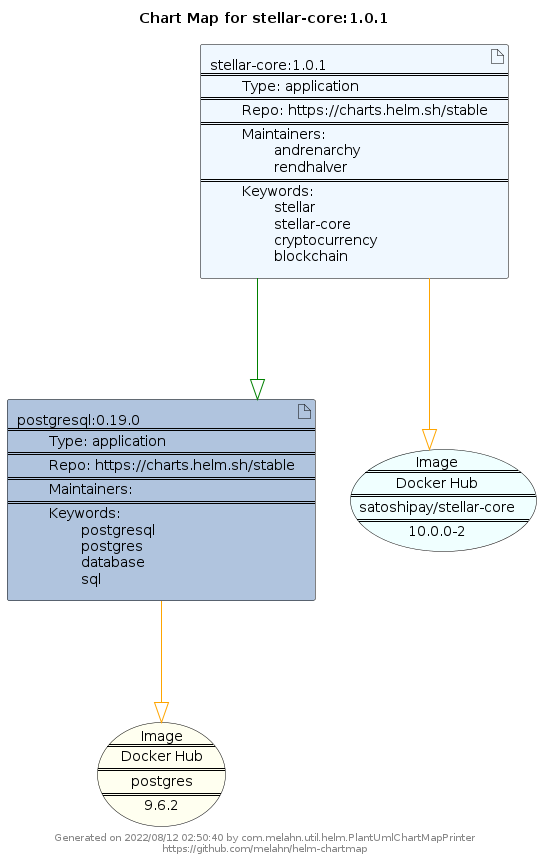 Chart Map for stellar-core:1.0.1
stellar-core:1.0.1
Type: application
Repo: https://charts.helm.sh/stable
Maintainers:
andrenarchy
rendhalver
Keywords:
stellar
stellar-core
cryptocurrency
blockchain
postgresql:0.19.0
Type: application
Repo: https://charts.helm.sh/stable
Maintainers:
Keywords:
postgresql
postgres
database
sql
Image
Docker Hub
satoshipay/stellar-core
10.0.0-2
Image
Docker Hub
postgres
9.6.2
Generated on 2022/08/12 02:50:40 by com.melahn.util.helm.PlantUmlChartMapPrinter
https://github.com/melahn/helm-chartmap